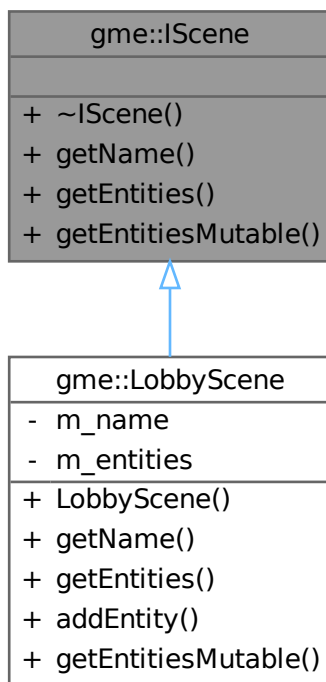 gme::IScene
+ ~IScene()
+ getName()
+ getEntities()
+ getEntitiesMutable()
gme::LobbyScene
- m_name
- m_entities
+ LobbyScene()
+ getName()
+ getEntities()
+ addEntity()
+ getEntitiesMutable()